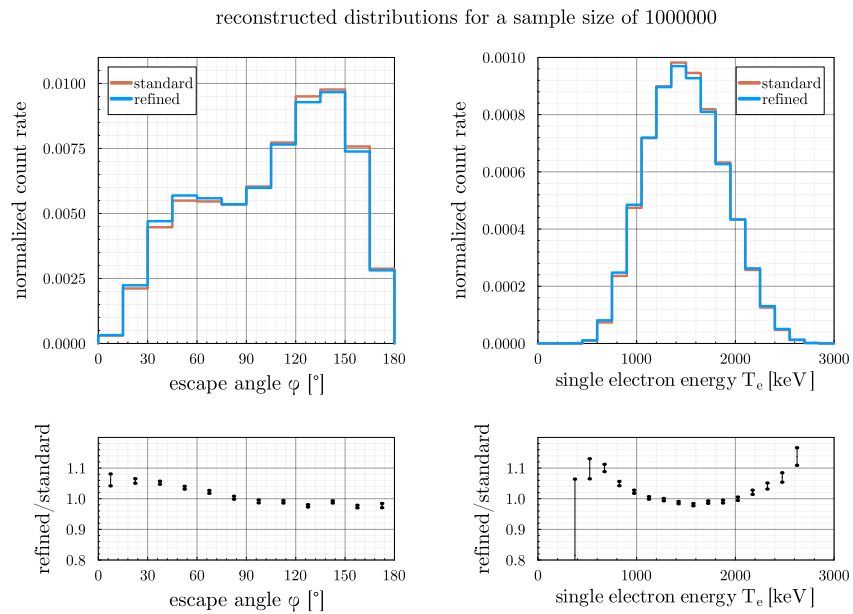 reconstructed distributions for a sample size of 1000000
normalized count rate
0.0100
0.0075
0.0050
0.0025
0.0000
standard
refined
0 30 60 90 120 150 180
escape angle φ [°]
normalized count rate
0.0010
0.0008
0.0006
0.0004
0.0002
0.0000
standard
refined
0 1000 2000 3000
single electron energy Tₑ [keV]
refined/standard
1.1
1.0
0.9
0.8
0 30 60 90 120 150 180
escape angle φ [°]
refined/standard
1.1
1.0
0.9
0.8
0 1000 2000 3000
single electron energy Tₑ [keV]